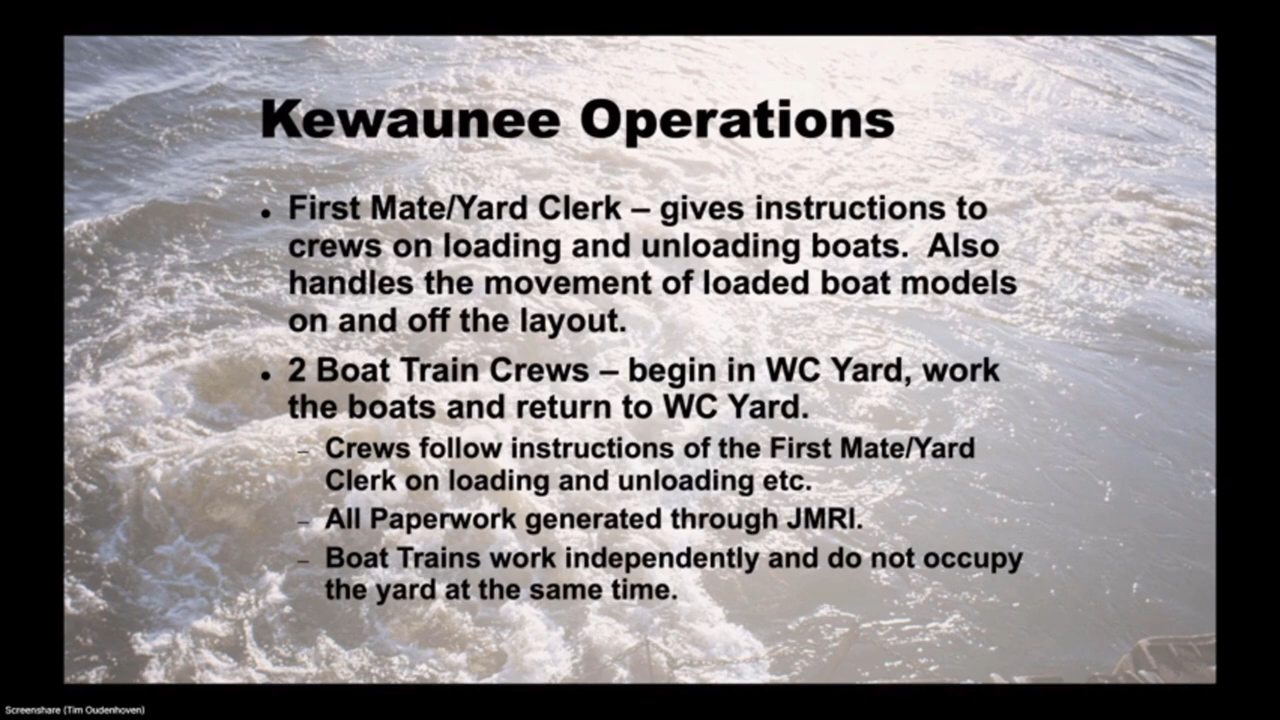 Kewaunee Operations
• First Mate/Yard Clerk – gives instructions to
crews on loading and unloading boats.  Also
handles the movement of loaded boat models
on and off the layout.
• 2 Boat Train Crews – begin in WC Yard, work
the boats and return to WC Yard.
– Crews follow instructions of the First Mate/Yard
Clerk on loading and unloading etc.
– All Paperwork generated through JMRI.
– Boat Trains work independently and do not occupy
the yard at the same time.
Screenshare (Tim Oudenhoven)